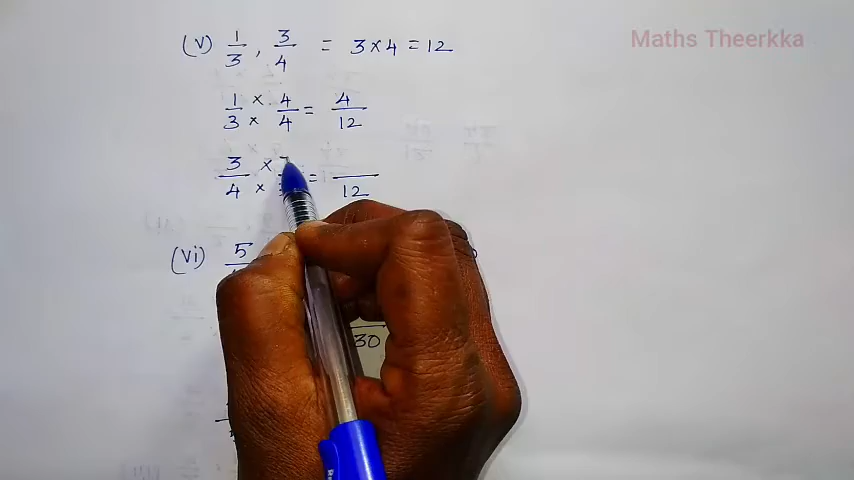 Maths Theerkka
(V) 1/3 , 3/4 = 3×4 = 12
1/3 × 4/4 = 4/12
3/4 × = /12
(Vi) 5
30